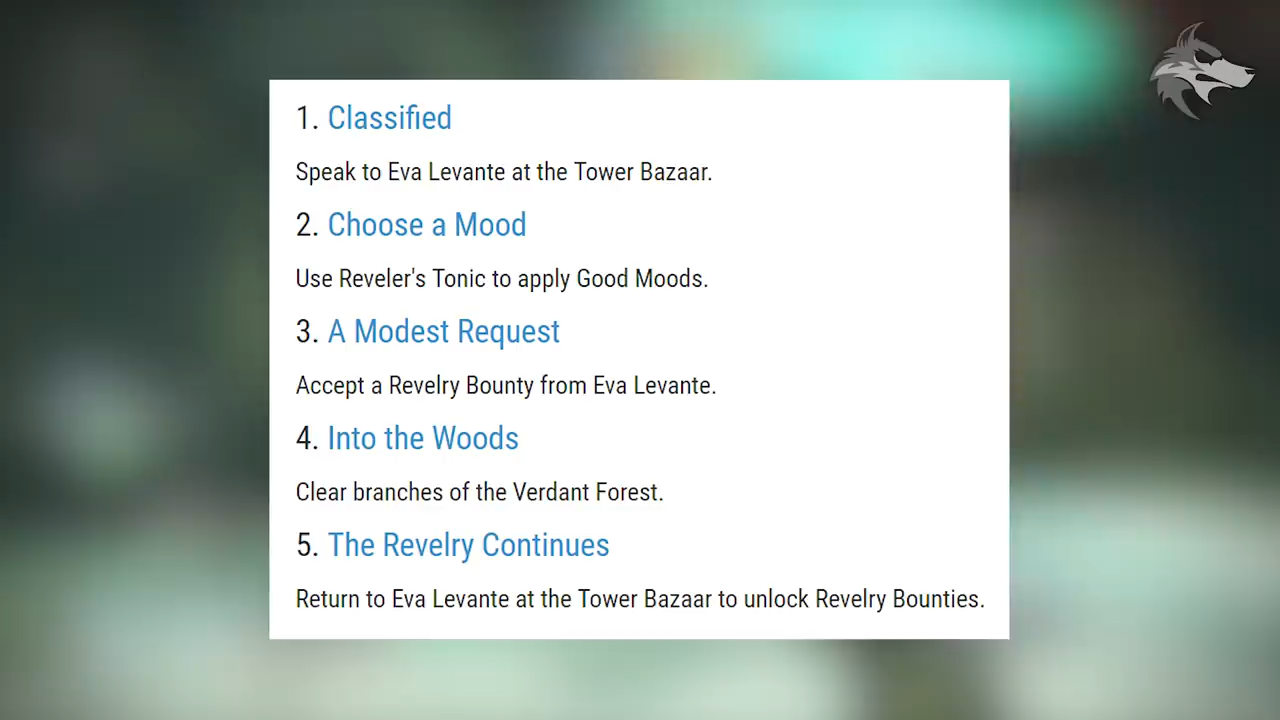 1. Classified
Speak to Eva Levante at the Tower Bazaar.
2. Choose a Mood
Use Reveler's Tonic to apply Good Moods.
3. A Modest Request
Accept a Revelry Bounty from Eva Levante.
4. Into the Woods
Clear branches of the Verdant Forest.
5. The Revelry Continues
Return to Eva Levante at the Tower Bazaar to unlock Revelry Bounties.